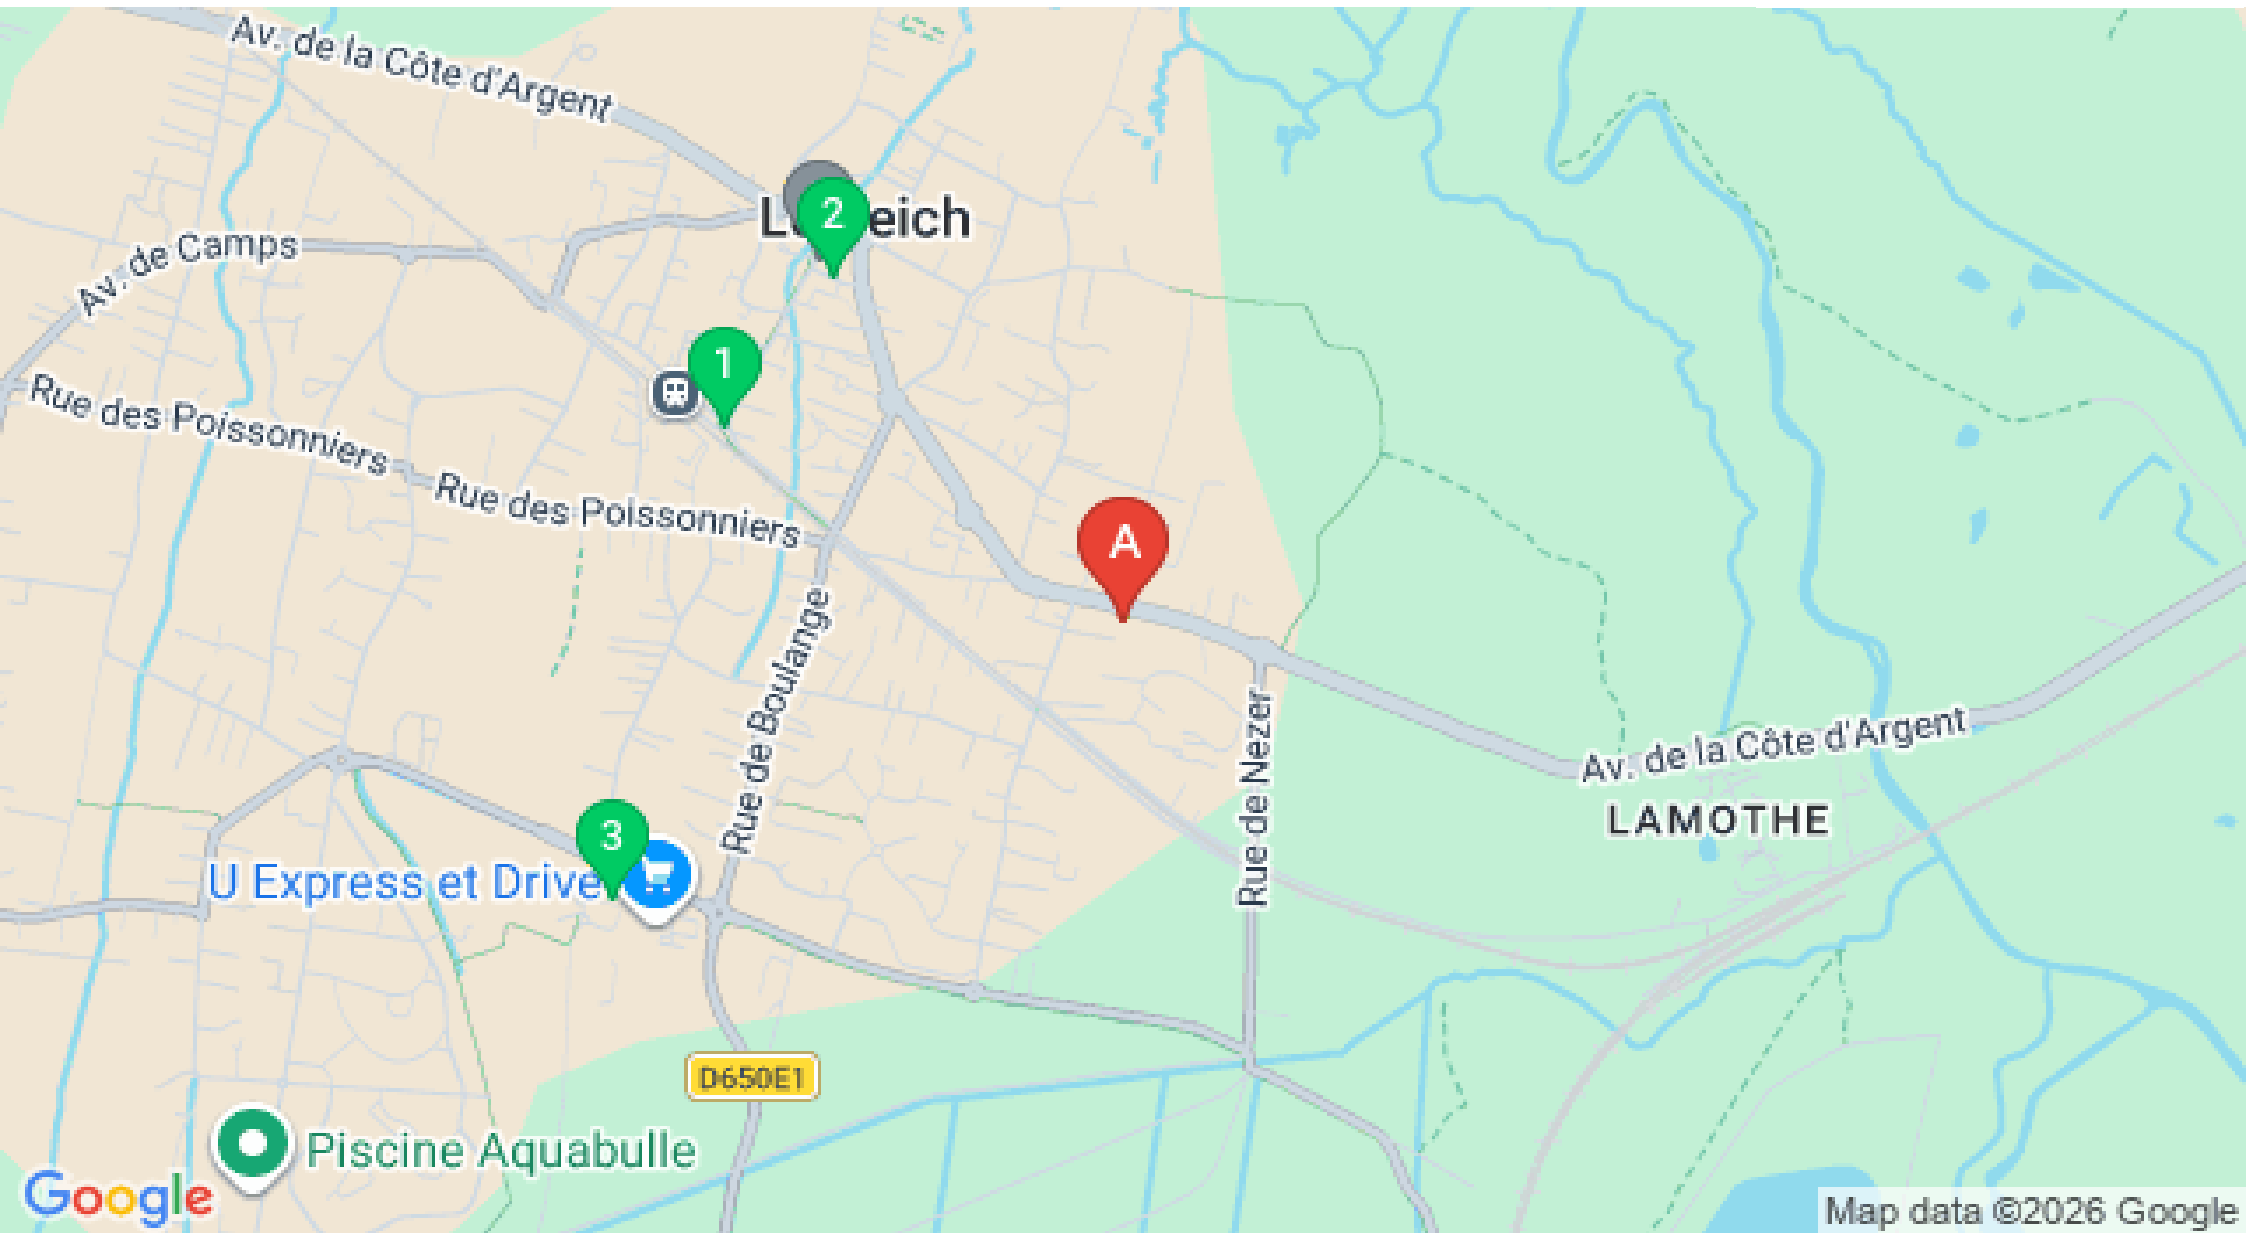 Av. de la Côte d'Argent
2
eich
Av. de Camps
1
Rue des Poissonniers
Rue des Poissonniers
A
Rue de Boulange
Rue de Nezer
Av. de la Côte d'Argent
LAMOTHE
3
U Express et Drive
D650E1
Piscine Aquabulle
Google
Map data ©2026 Google